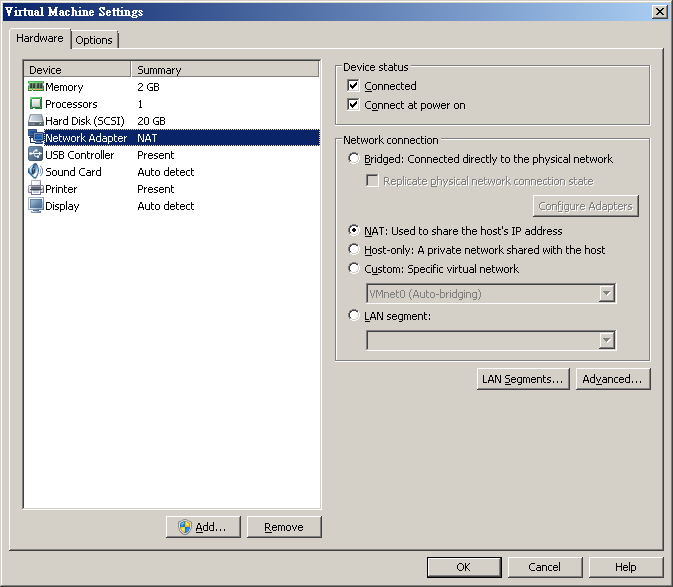 Virtual Machine Settings
Hardware
Options
Device Summary
Memory 2 GB
Processors 1
Hard Disk (SCSI) 20 GB
Network Adapter NAT
USB Controller Present
Sound Card Auto detect
Printer Present
Display Auto detect
Add...
Remove
Device status
Connected
Connect at power on
Network connection
Bridged: Connected directly to the physical network
Replicate physical network connection state
Configure Adapters
NAT: Used to share the host's IP address
Host-only: A private network shared with the host
Custom: Specific virtual network
VMnet0 (Auto-bridging)
LAN segment:
LAN Segments...
Advanced...
OK
Cancel
Help